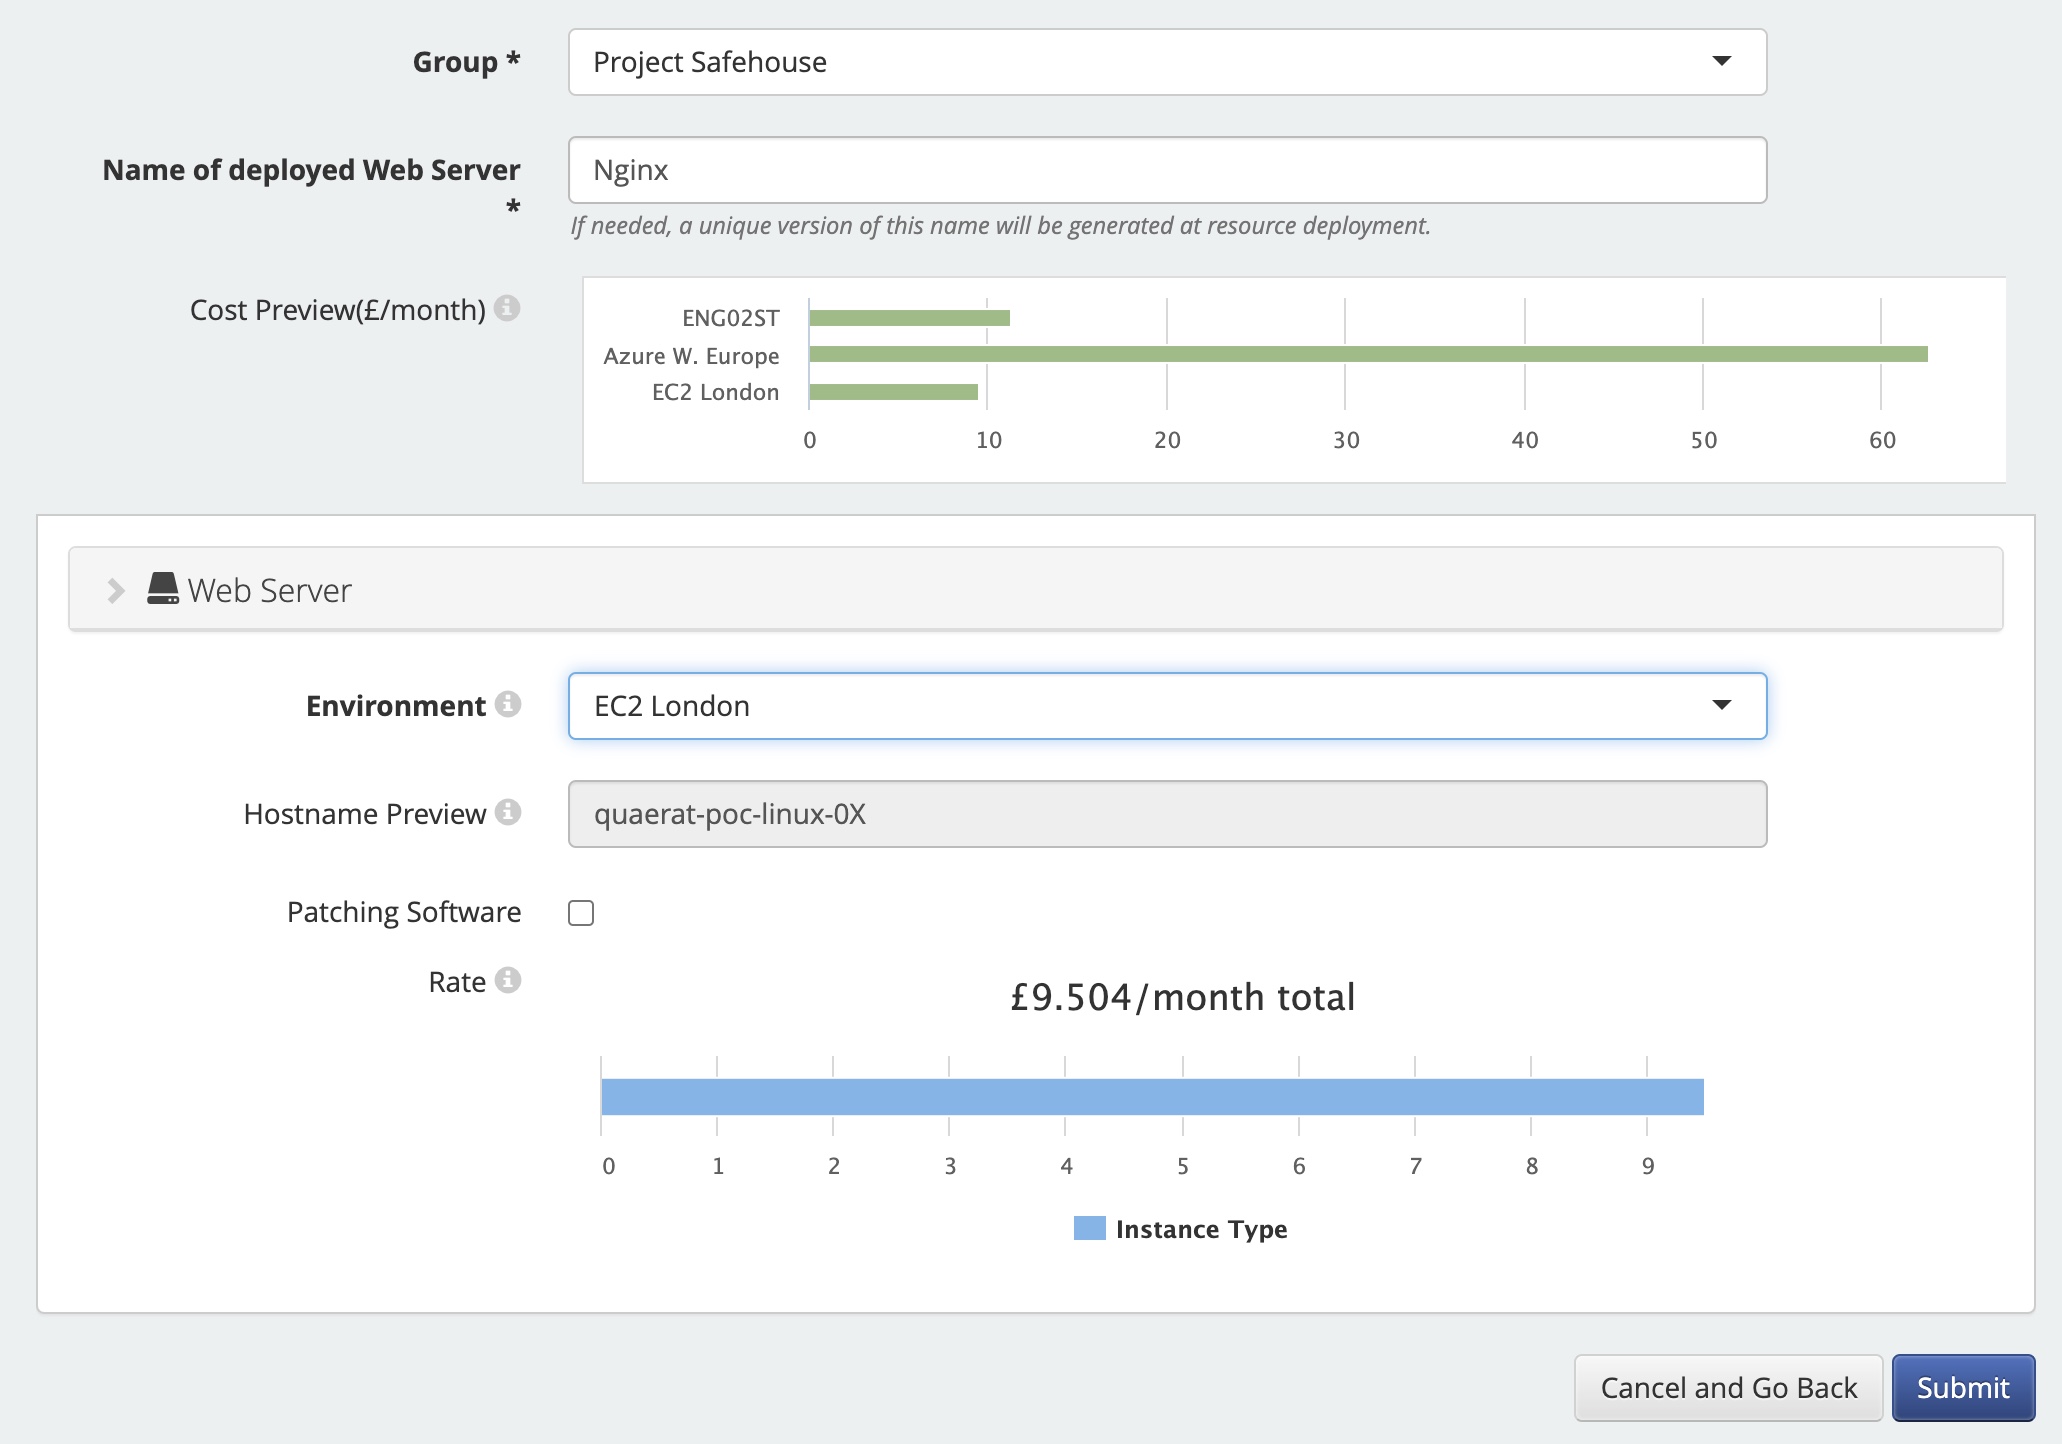 Group *
Project Safehouse
Name of deployed Web Server
*
Nginx
If needed, a unique version of this name will be generated at resource deployment.
Cost Preview(£/month)
ENG02ST
Azure W. Europe
EC2 London
0 10 20 30 40 50 60
Web Server
Environment
EC2 London
Hostname Preview
quaerat-poc-linux-0X
Patching Software
Rate
£9.504/month total
0 1 2 3 4 5 6 7 8 9
Instance Type
Cancel and Go Back
Submit